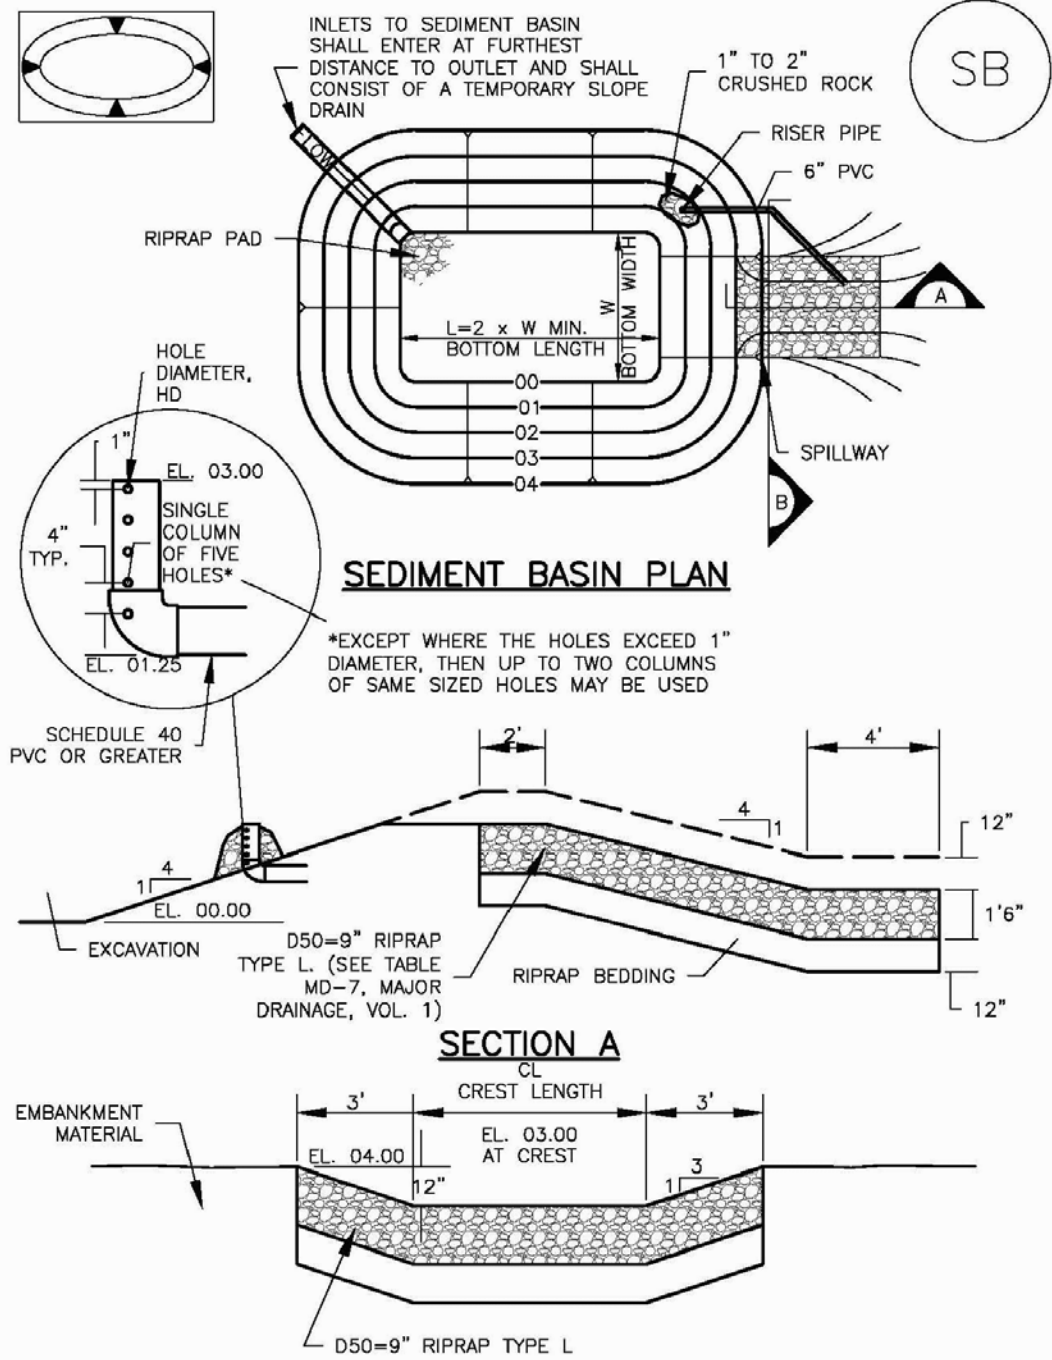 INLETS TO SEDIMENT BASIN
SHALL ENTER AT FURTHEST
DISTANCE TO OUTLET AND SHALL
CONSIST OF A TEMPORARY SLOPE
DRAIN
SB
1" TO 2"
CRUSHED ROCK
RISER PIPE
6" PVC
FLOW
RIPRAP PAD
W
BOTTOM WIDTH
L=2 x W MIN.
BOTTOM LENGTH
A
00
01
02
03
04
SPILLWAY
B
HOLE
DIAMETER,
HD
1"
EL. 03.00
4"
TYP.
SINGLE
COLUMN
OF FIVE
HOLES*
EL. 01.25
SEDIMENT BASIN PLAN
*EXCEPT WHERE THE HOLES EXCEED 1"
DIAMETER, THEN UP TO TWO COLUMNS
OF SAME SIZED HOLES MAY BE USED
SCHEDULE 40
PVC OR GREATER
2'
4'
4
1
12"
4
1
EL. 00.00
1'6"
EXCAVATION
D50=9" RIPRAP
TYPE L. (SEE TABLE
MD-7, MAJOR
DRAINAGE, VOL. 1)
RIPRAP BEDDING
12"
SECTION A
CL
CREST LENGTH
3'
3'
EMBANKMENT
MATERIAL
EL. 04.00
EL. 03.00
AT CREST
12"
3
1
D50=9" RIPRAP TYPE L